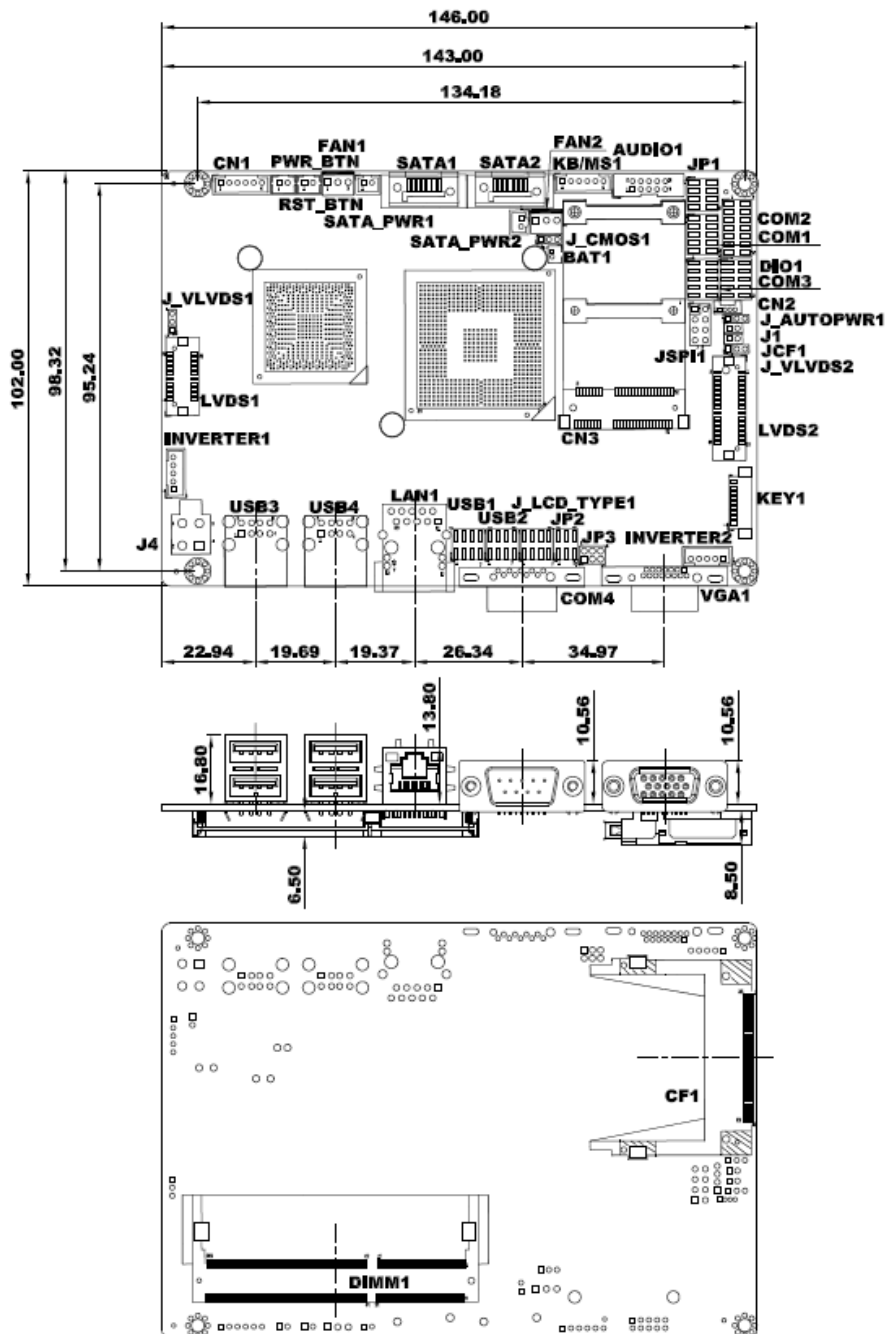 146.00
143.00
134.18
FAN1
FAN2
AUDIO1
CN1
PWR_BTN
SATA1
SATA2
KB/MS1
JP1
RST_BTN
SATA_PWR1
SATA_PWR2
J_CMOS1
BAT1
COM2
COM1
DIO1
COM3
CN2
J_AUTOPWR1
J1
JCF1
J_VLVDS2
J_VLVDS1
JSPI1
LVDS1
LVDS2
CN3
INVERTER1
KEY1
USB3
USB4
LAN1
USB1
J_LCD_TYPE1
USB2
JP2
JP3
INVERTER2
J4
COM4
VGA1
102.00
98.32
95.24
22.94
19.69
19.37
26.34
34.97
16.80
13.80
10.56
10.56
6.50
8.50
CF1
DIMM1